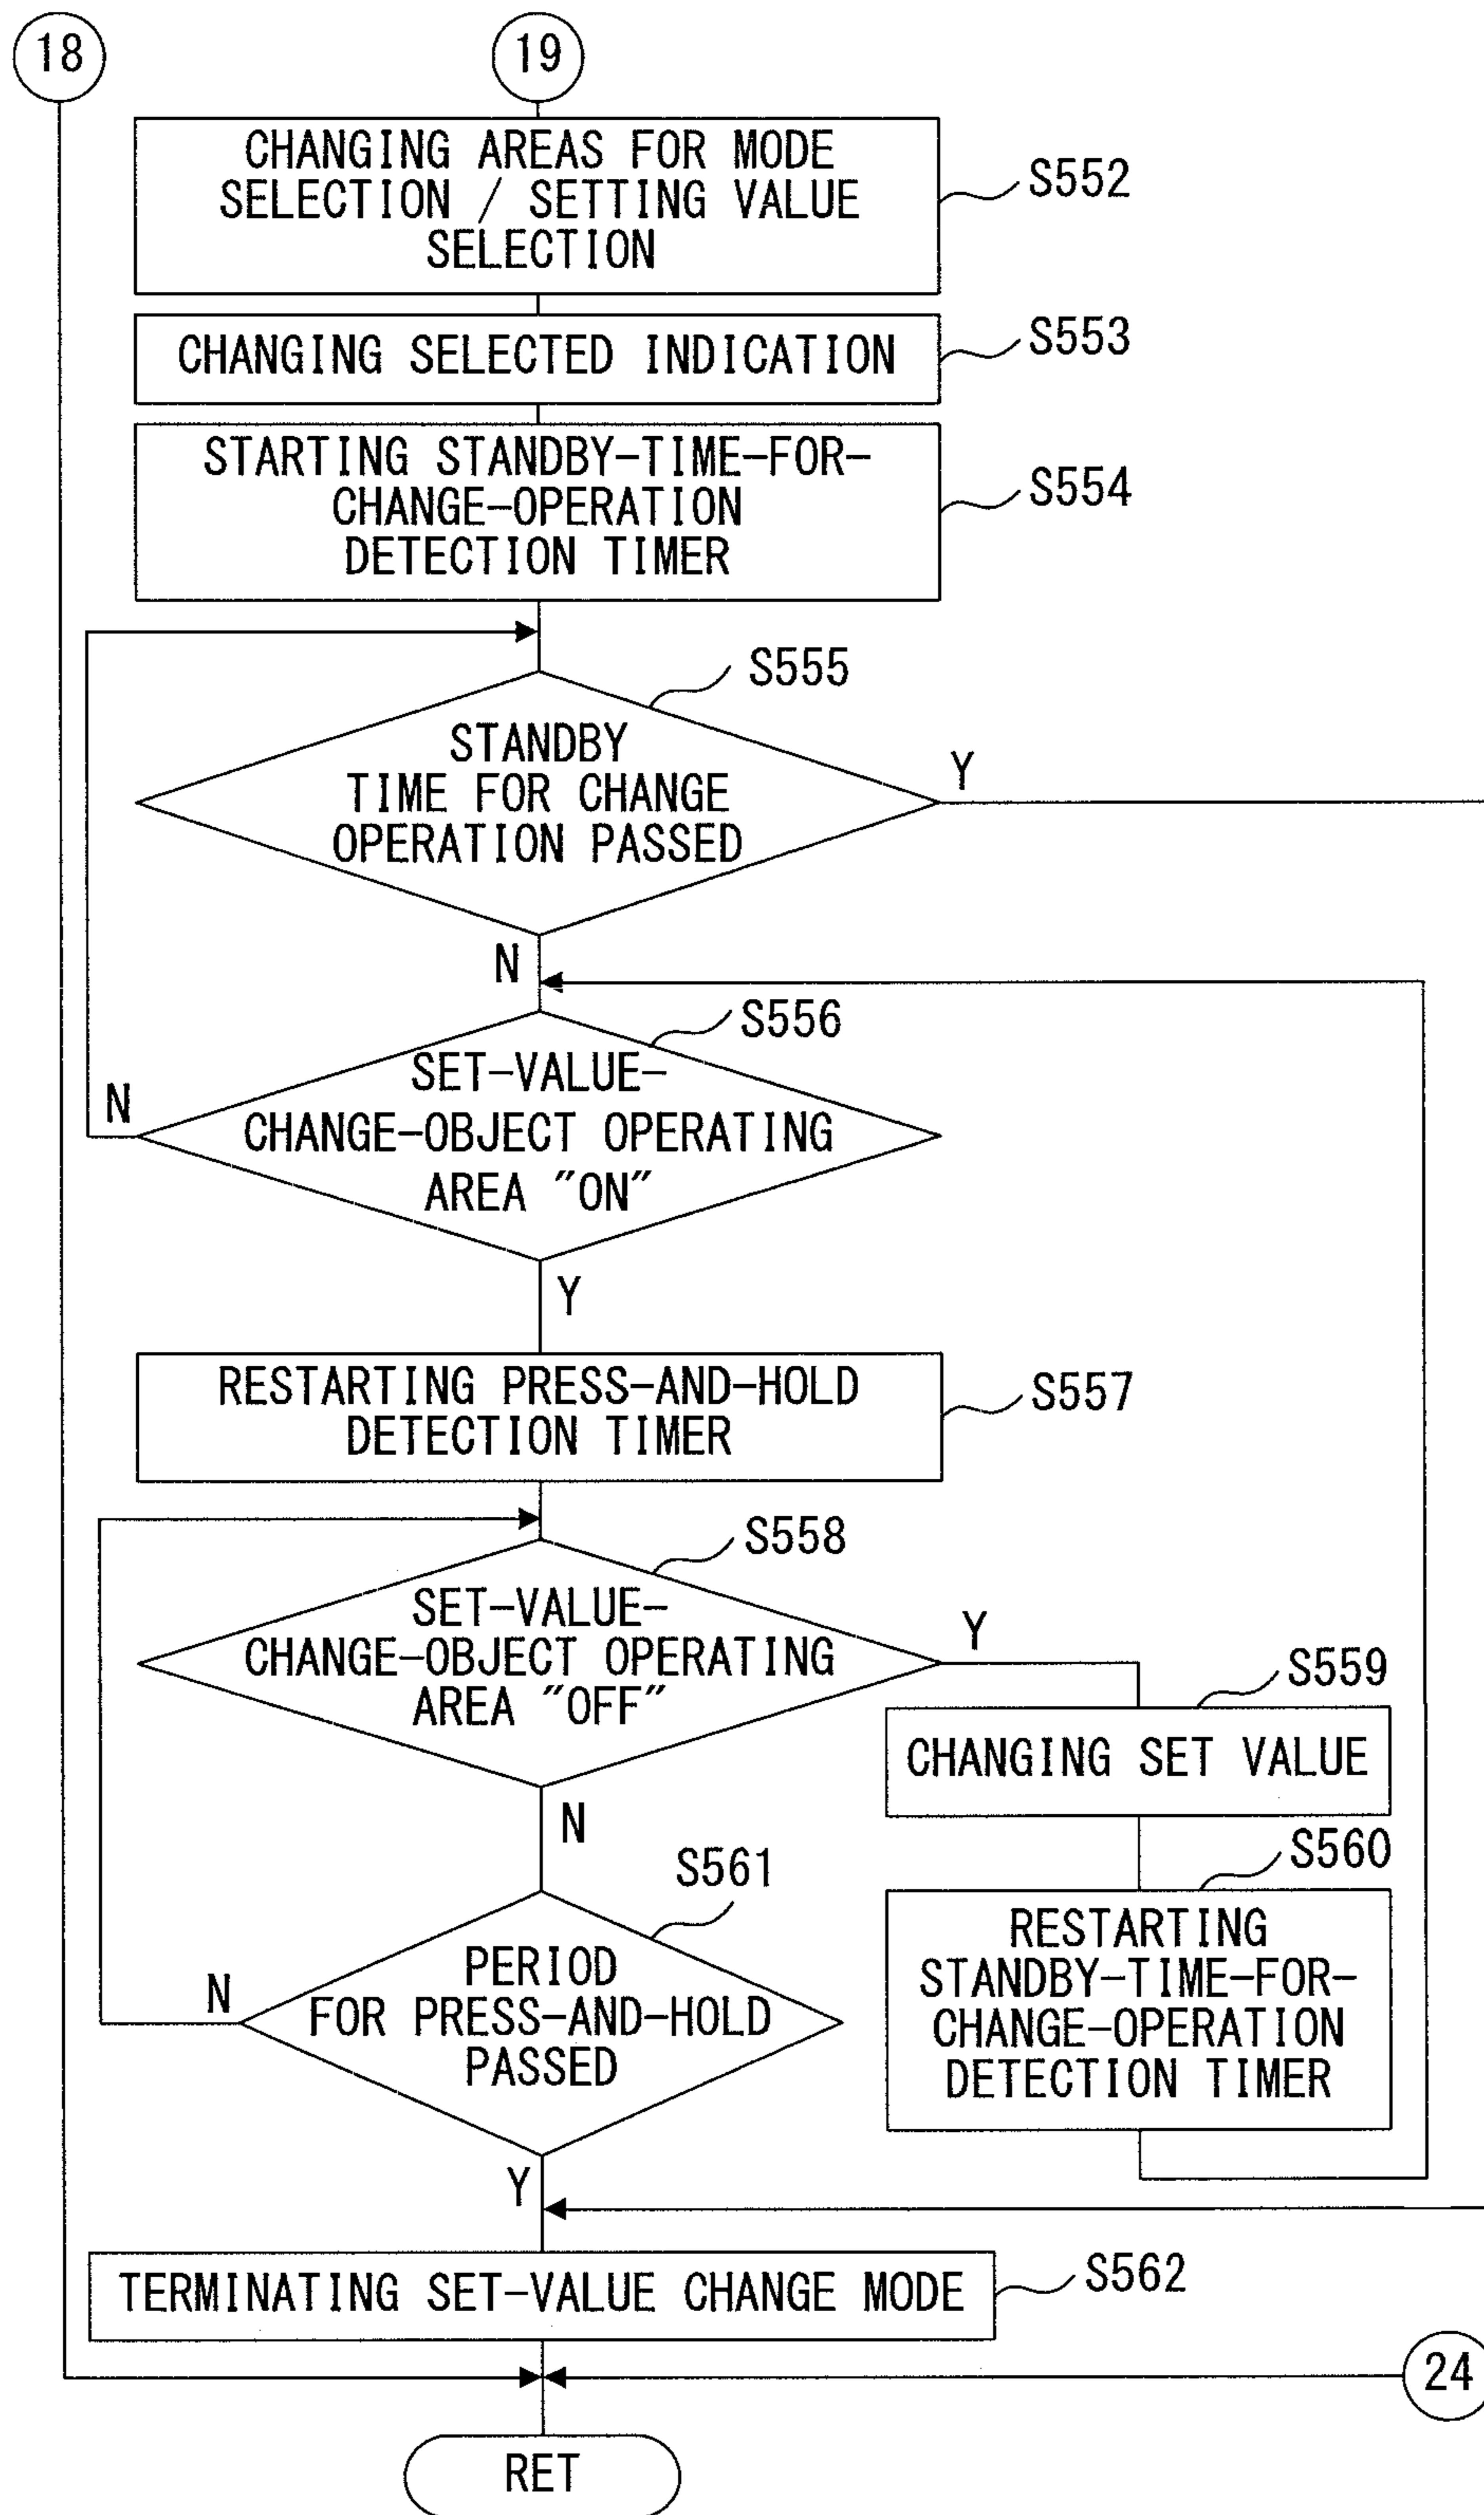 18
19
CHANGING AREAS FOR MODE
SELECTION / SETTING VALUE
SELECTION
S552
CHANGING SELECTED INDICATION
S553
STARTING STANDBY-TIME-FOR-
CHANGE-OPERATION
DETECTION TIMER
S554
S555
STANDBY
TIME FOR CHANGE
OPERATION PASSED
Y
N
S556
SET-VALUE-
CHANGE-OBJECT OPERATING
AREA "ON"
N
Y
RESTARTING PRESS-AND-HOLD
DETECTION TIMER
S557
S558
SET-VALUE-
CHANGE-OBJECT OPERATING
AREA "OFF"
Y
S559
CHANGING SET VALUE
N
S560
RESTARTING
STANDBY-TIME-FOR-
CHANGE-OPERATION
DETECTION TIMER
S561
PERIOD
FOR PRESS-AND-HOLD
PASSED
N
Y
TERMINATING SET-VALUE CHANGE MODE
S562
24
RET